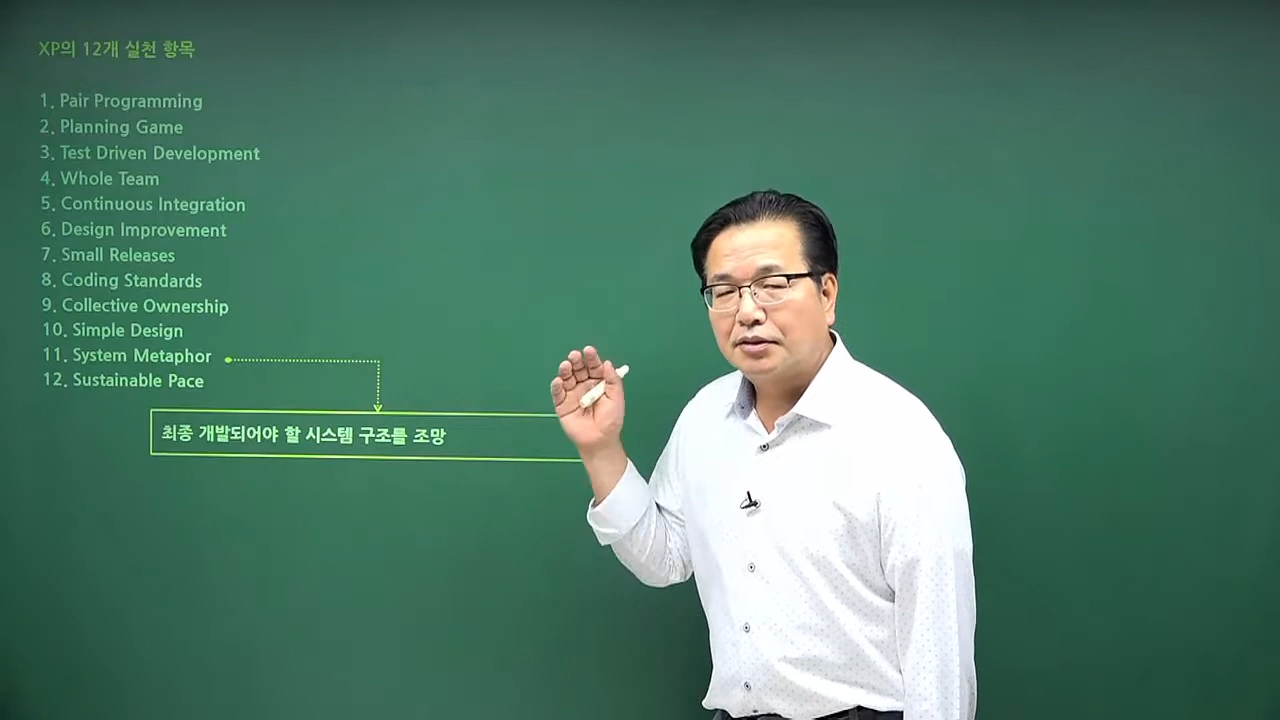 XP의 12개 실천 항목
1. Pair Programming
2. Planning Game
3. Test Driven Development
4. Whole Team
5. Continuous Integration
6. Design Improvement
7. Small Releases
8. Coding Standards
9. Collective Ownership
10. Simple Design
11. System Metaphor
12. Sustainable Pace
최종 개발되어야 할 시스템 구조를 조망